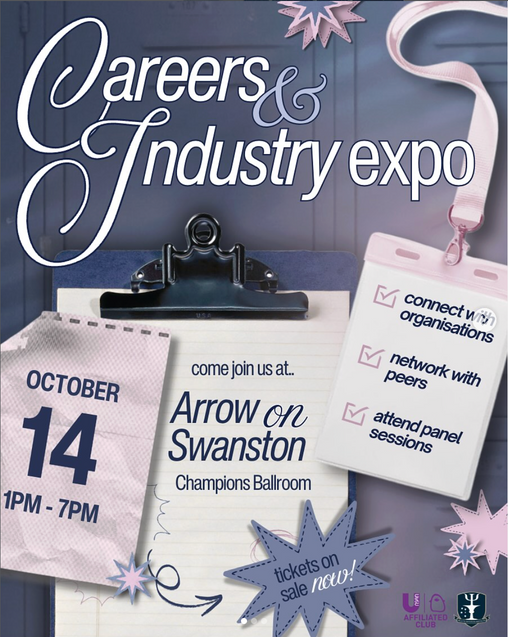 Careers &
Industry expo
connect with
organisations
network with
peers
attend panel
sessions
come join us at..
Arrow on
Swanston
Champions Ballroom
OCTOBER
14
1PM - 7PM
tickets on
sale now!
AFFILIATED
CLUB